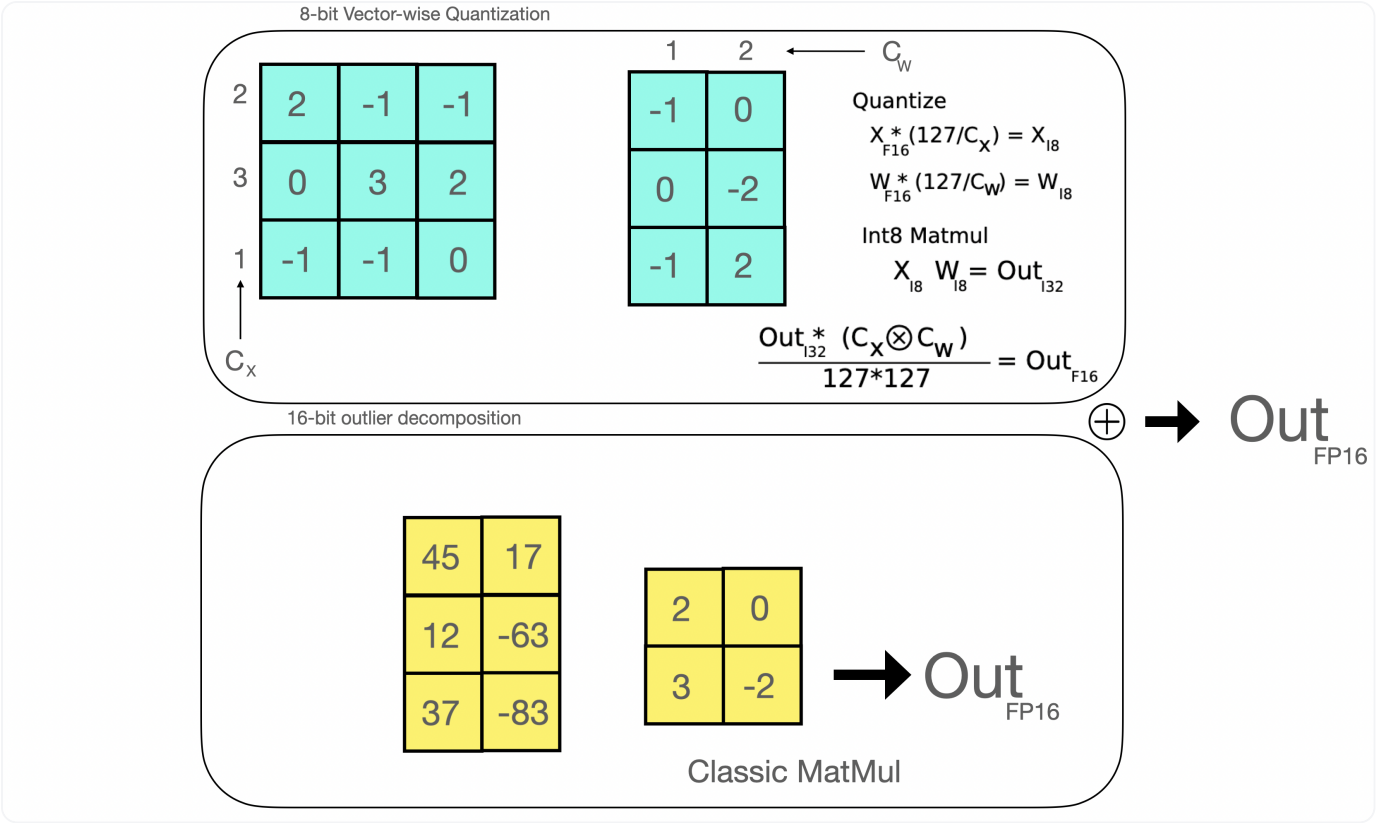 8-bit Vector-wise Quantization
1 2 C_W
2 2 -1 -1
3 0 3 2
1 -1 -1 0
C_X
-1 0
0 -2
-1 2
Quantize
X_F16 * (127/C_X) = X_I8
W_F16 * (127/C_W) = W_I8
Int8 Matmul
X_I8 W_I8 = Out_I32
Out_I32 * (C_X ⊗ C_W)
127*127
= Out_F16
16-bit outlier decomposition
45 17
12 -63
37 -83
2 0
3 -2
Out_FP16
Classic MatMul
⊕
Out_FP16